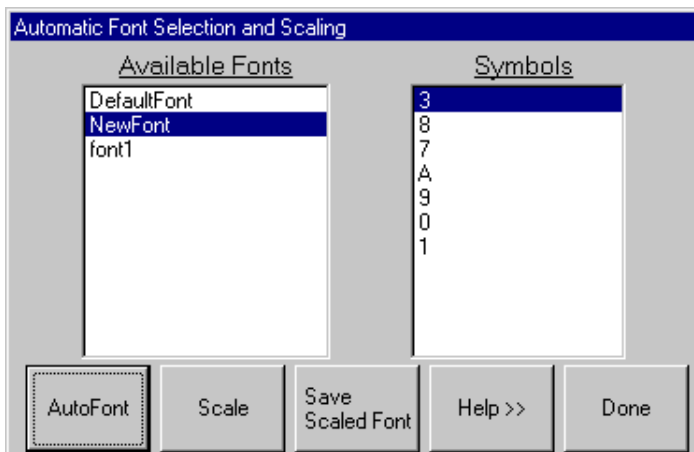 Automatic Font Selection and Scaling
Available Fonts
DefaultFont
NewFont
font1
Symbols
3
8
7
A
9
0
1
AutoFont
Scale
Save
Scaled Font
Help >>
Done